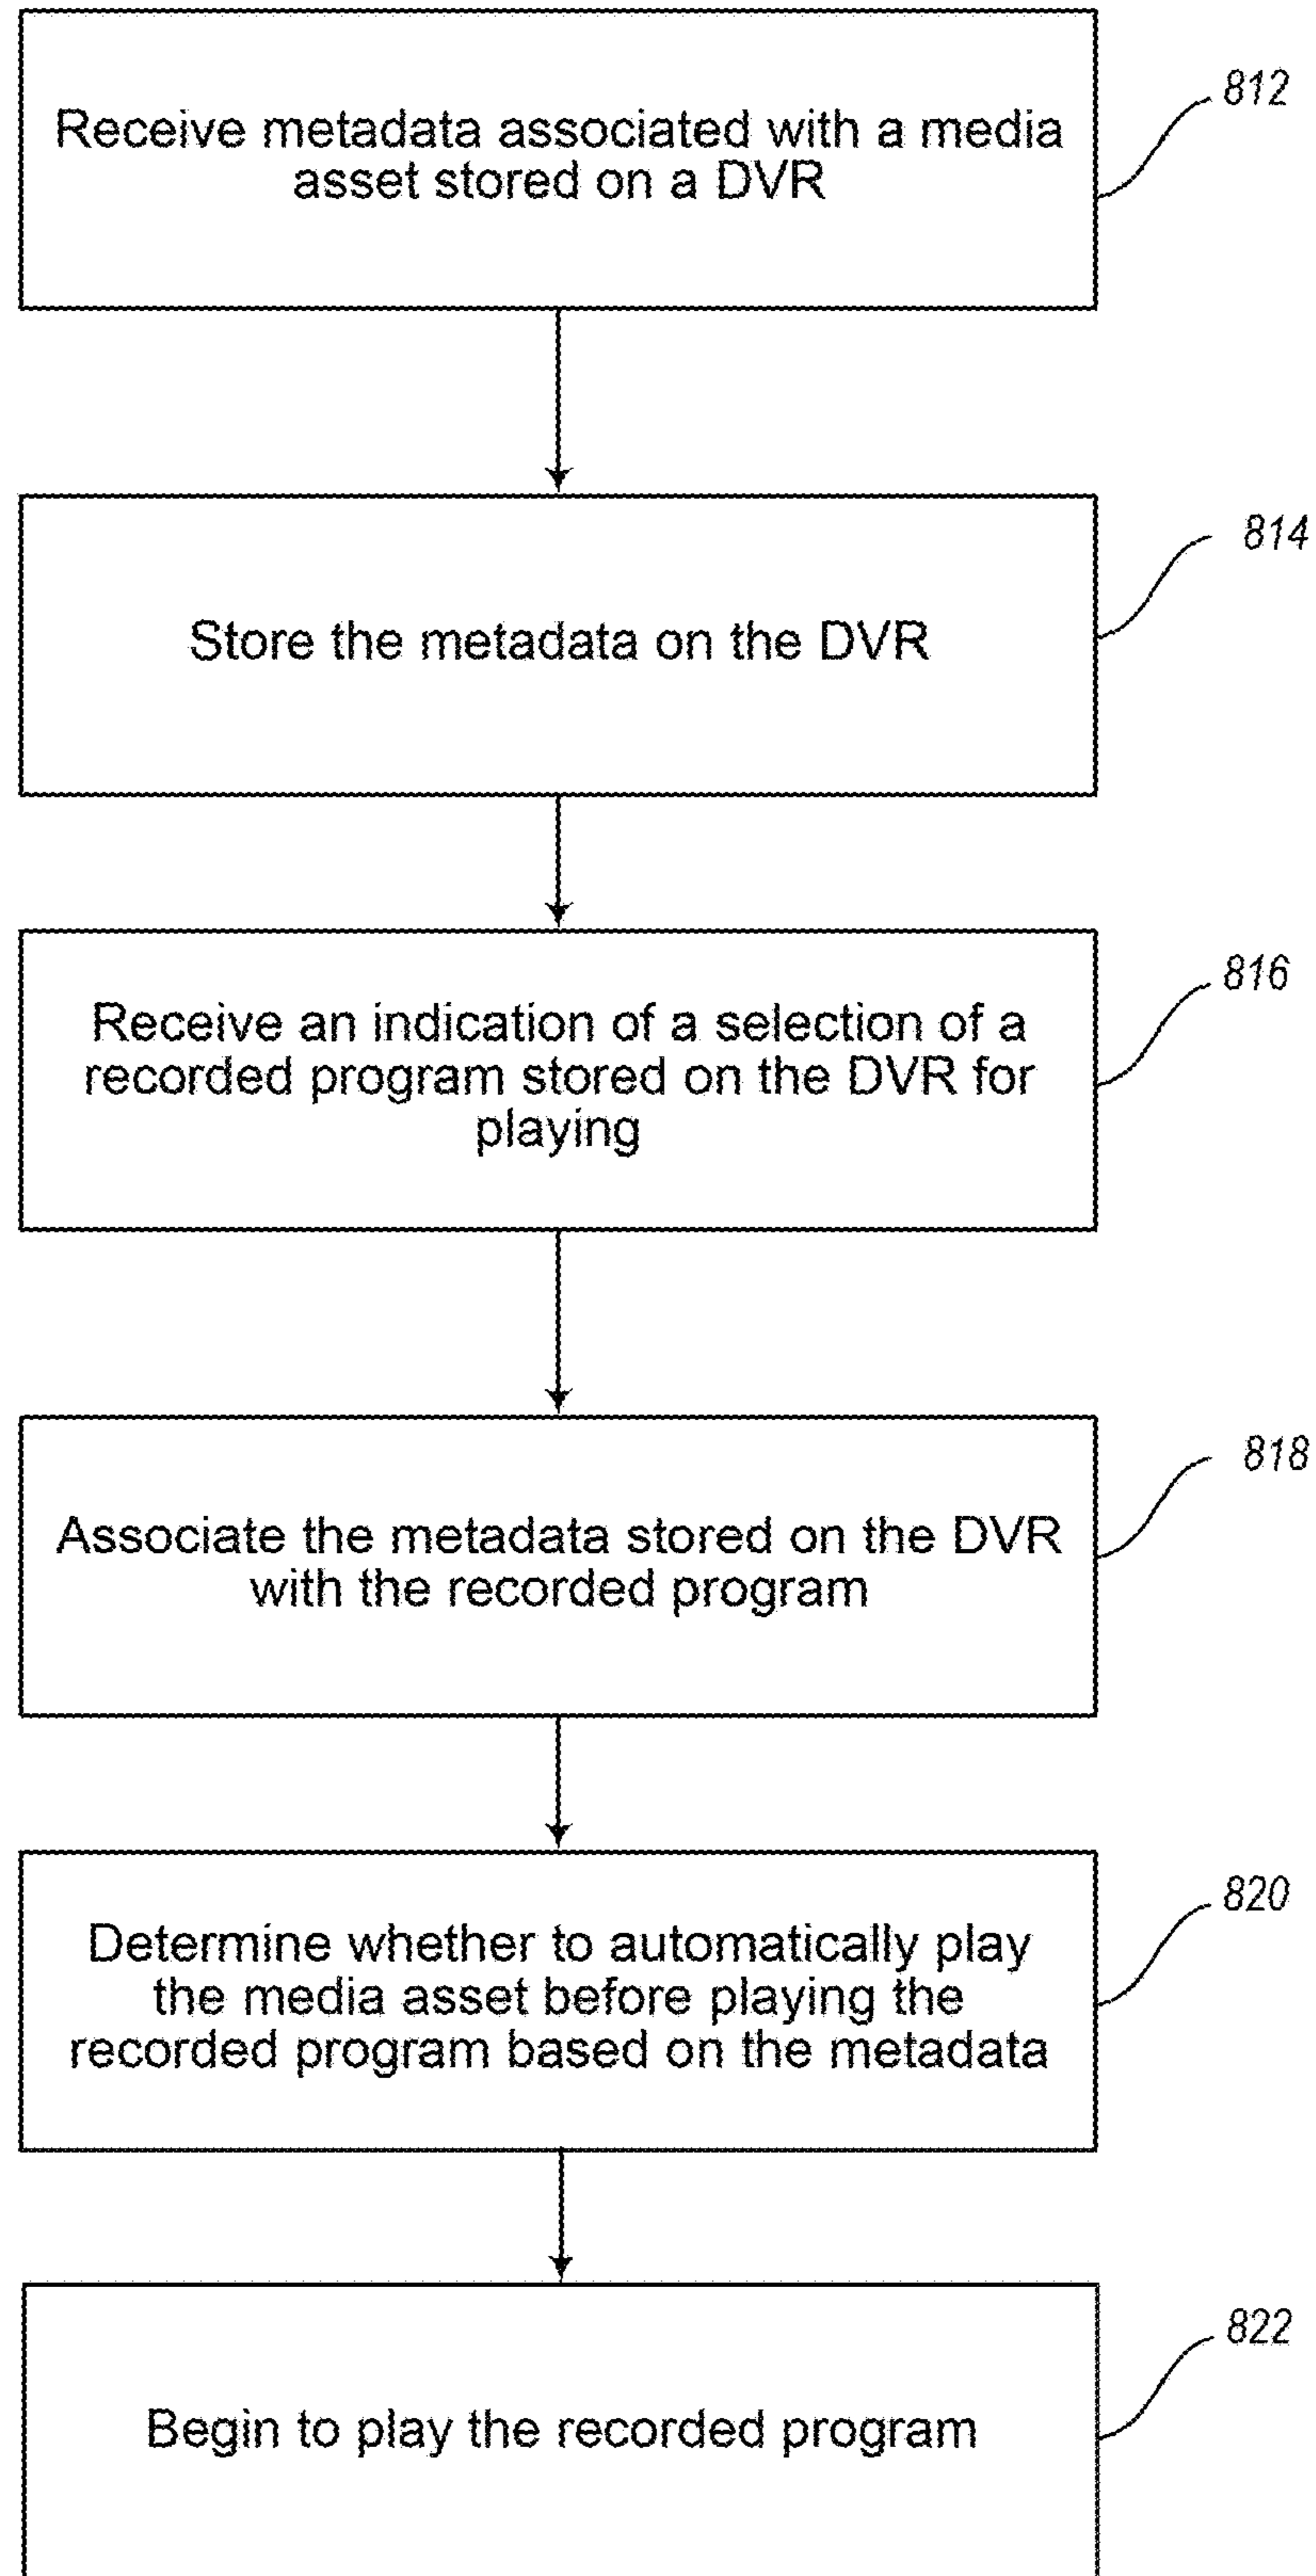 Receive metadata associated with a media
asset stored on a DVR
812
Store the metadata on the DVR
814
Receive an indication of a selection of a
recorded program stored on the DVR for
playing
816
Associate the metadata stored on the DVR
with the recorded program
818
Determine whether to automatically play
the media asset before playing the
recorded program based on the metadata
820
Begin to play the recorded program
822